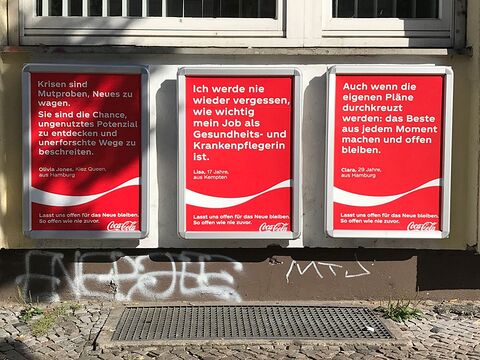 Krisen sind
Mutproben, Neues zu
wagen.
Sie sind die Chance,
ungenutztes Potenzial
zu entdecken und
unerforschte Wege zu
beschreiten.
Olivia Jones, Kiez Queen,
aus Hamburg
Lasst uns offen für das Neue bleiben.
So offen wie nie zuvor.
Coca-Cola
Ich werde nie
wieder vergessen,
wie wichtig
mein Job als
Gesundheits- und
Krankenpflegerin
ist.
Lisa, 17 Jahre,
aus Kempten
Lasst uns offen für das Neue bleiben.
So offen wie nie zuvor.
Coca-Cola
Auch wenn die
eigenen Pläne
durchkreuzt
werden: das Beste
aus jedem Moment
machen und offen
bleiben.
Clara, 29 Jahre,
aus Hamburg
Lasst uns offen für das Neue bleiben.
So offen wie nie zuvor.
Coca-Cola
MTJ